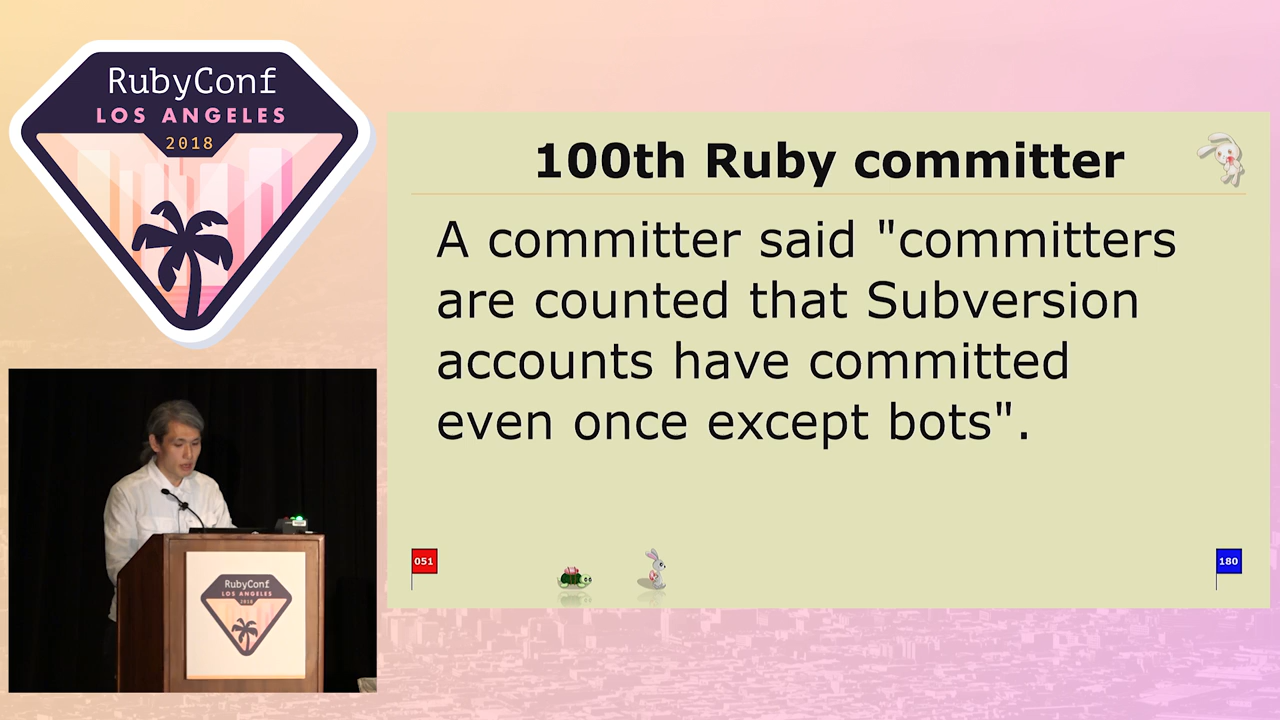 RubyConf
LOS ANGELES
2018
100th Ruby committer
A committer said "committers
are counted that Subversion
accounts have committed
even once except bots".
051
180
RubyConf
LOS ANGELES
2018